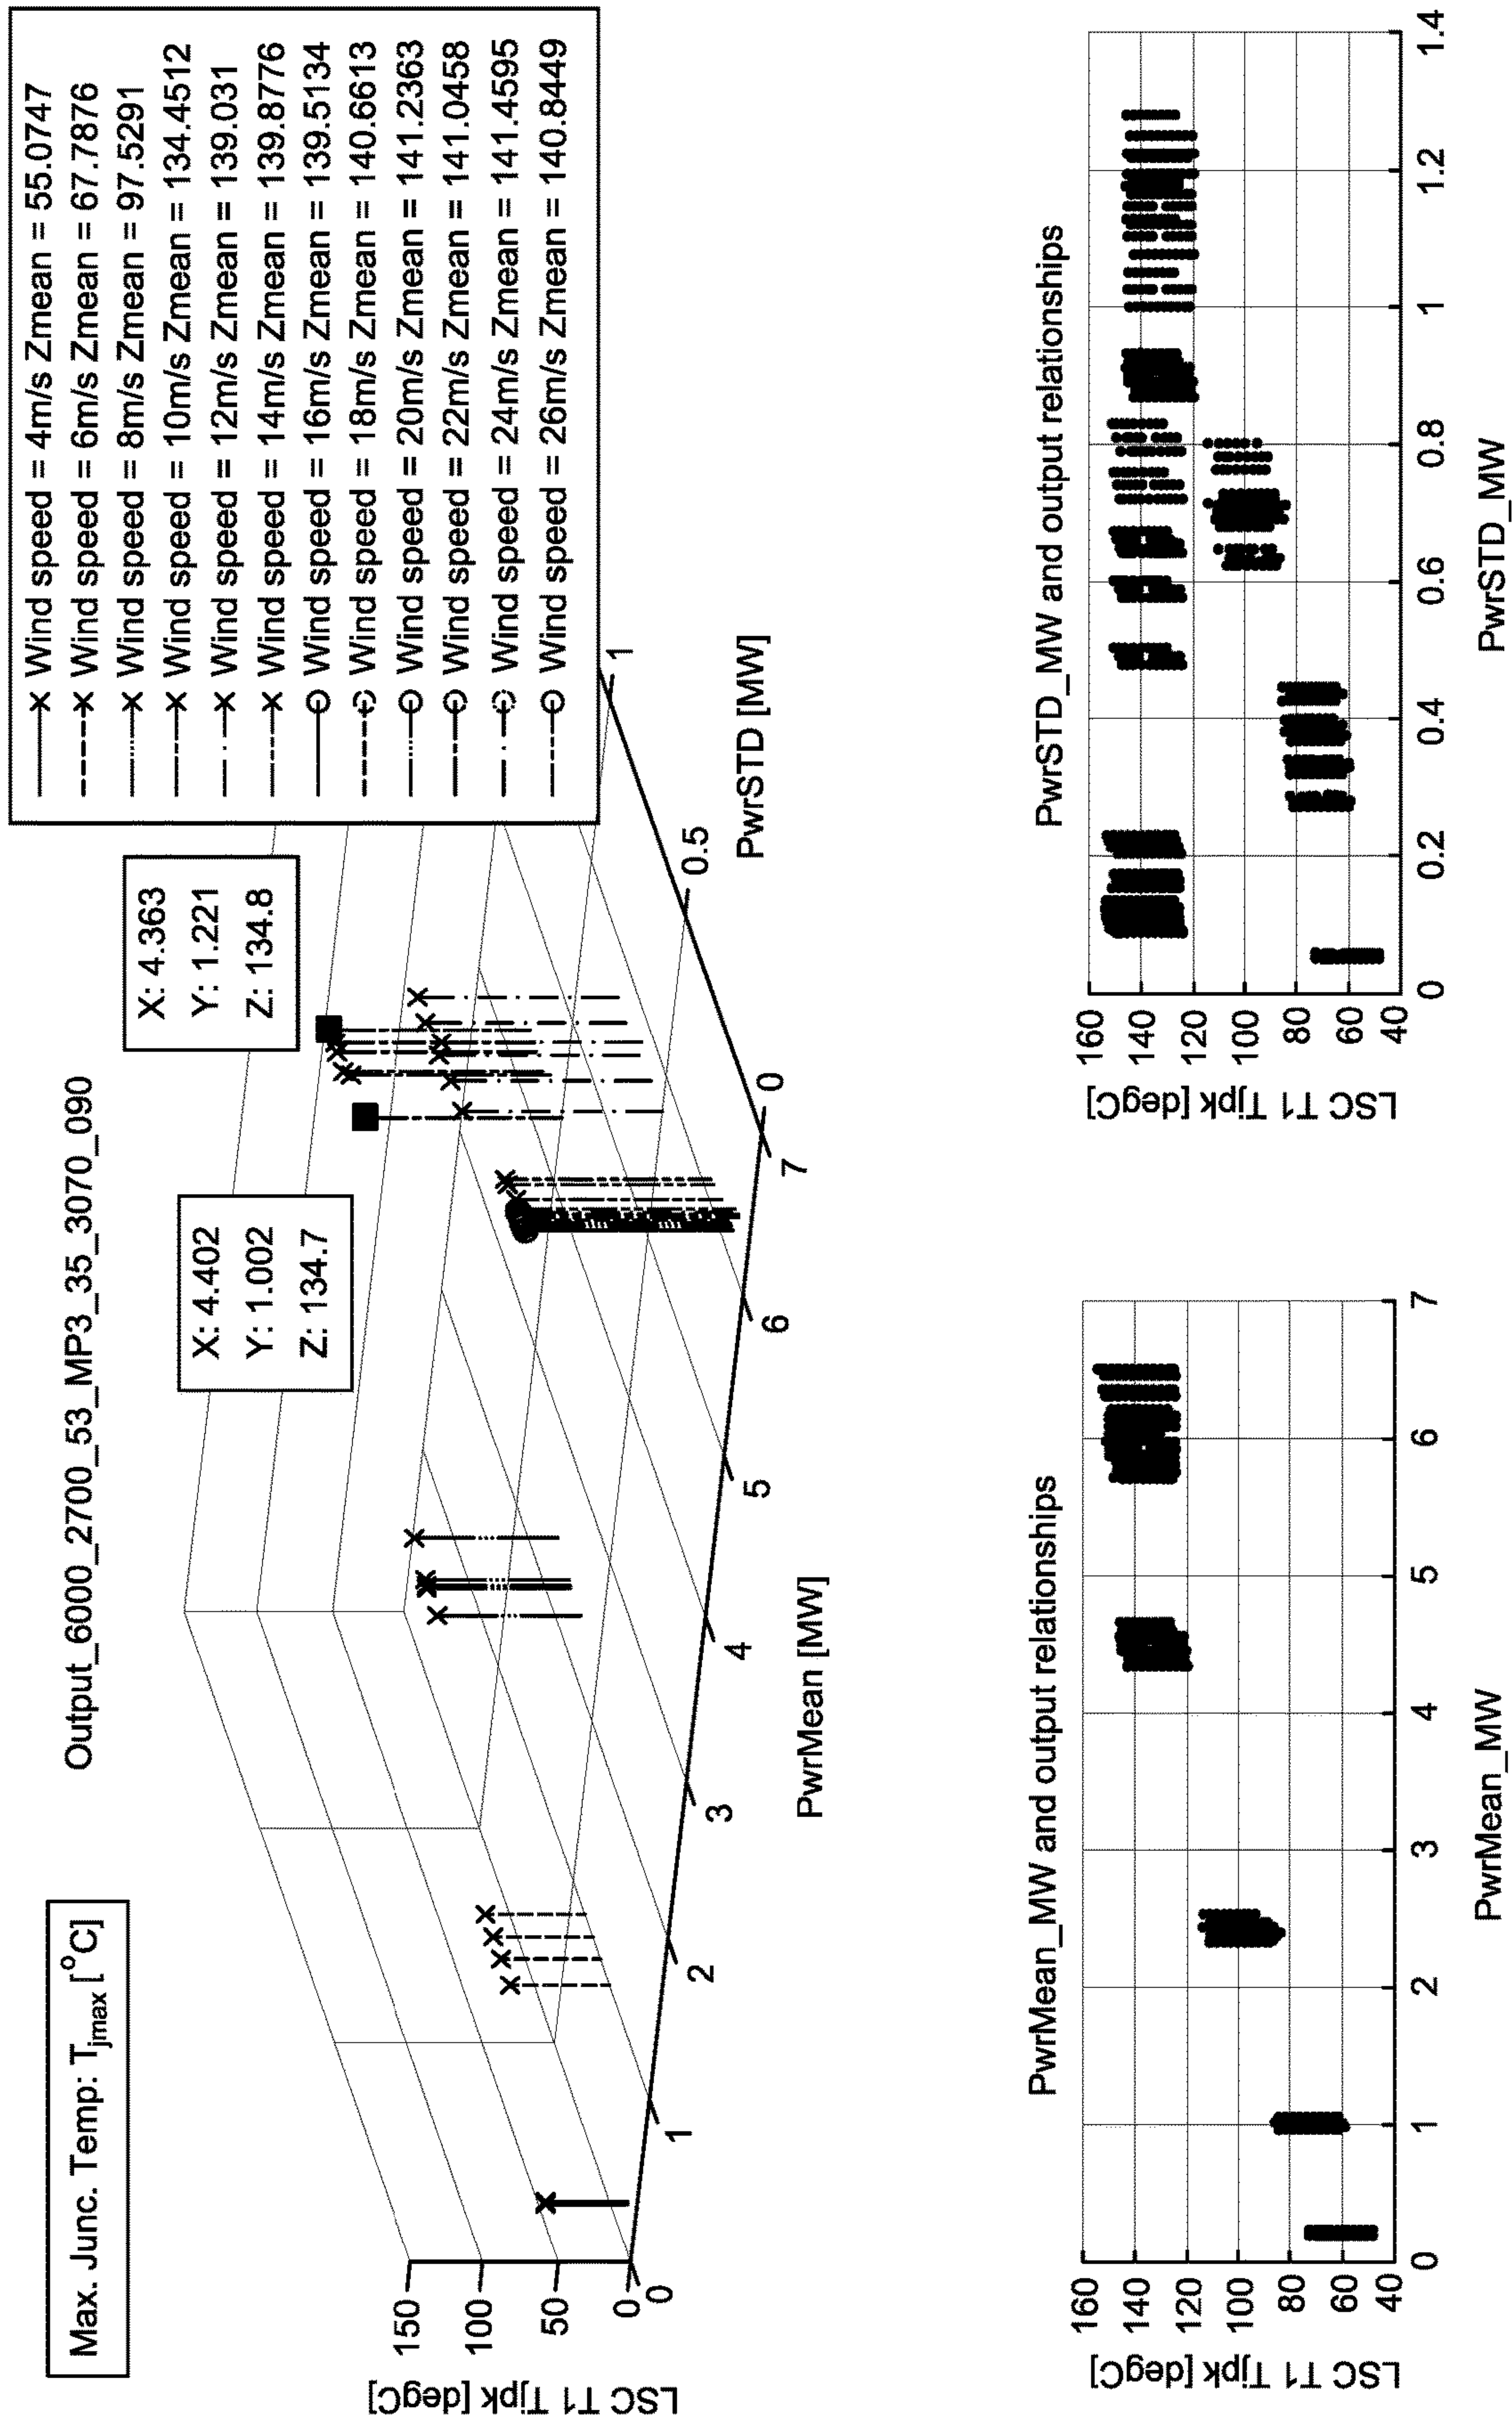 Max. Junc. Temp: Tjmax [°C]
Output_6000_2700_53_MP3_35_3070_090
Wind speed = 4m/s Zmean = 55.0747
Wind speed = 6m/s Zmean = 67.7876
Wind speed = 8m/s Zmean = 97.5291
Wind speed = 10m/s Zmean = 134.4512
Wind speed = 12m/s Zmean = 139.031
Wind speed = 14m/s Zmean = 139.8776
Wind speed = 16m/s Zmean = 139.5134
Wind speed = 18m/s Zmean = 140.6613
Wind speed = 20m/s Zmean = 141.2363
Wind speed = 22m/s Zmean = 141.0458
Wind speed = 24m/s Zmean = 141.4595
Wind speed = 26m/s Zmean = 140.8449
X: 4.402
Y: 1.002
Z: 134.7
X: 4.363
Y: 1.221
Z: 134.8
LSC T1 Tjpk [degC]
150
100
50
0
0
1
2
3
4
5
6
7
PwrMean [MW]
0
0.5
1
PwrSTD [MW]
PwrMean_MW and output relationships
LSC T1 Tjpk [degC]
160
140
120
100
80
60
40
0
1
2
3
4
5
6
7
PwrMean_MW
PwrSTD_MW and output relationships
LSC T1 Tjpk [degC]
160
140
120
100
80
60
40
0
0.2
0.4
0.6
0.8
1
1.2
1.4
PwrSTD_MW